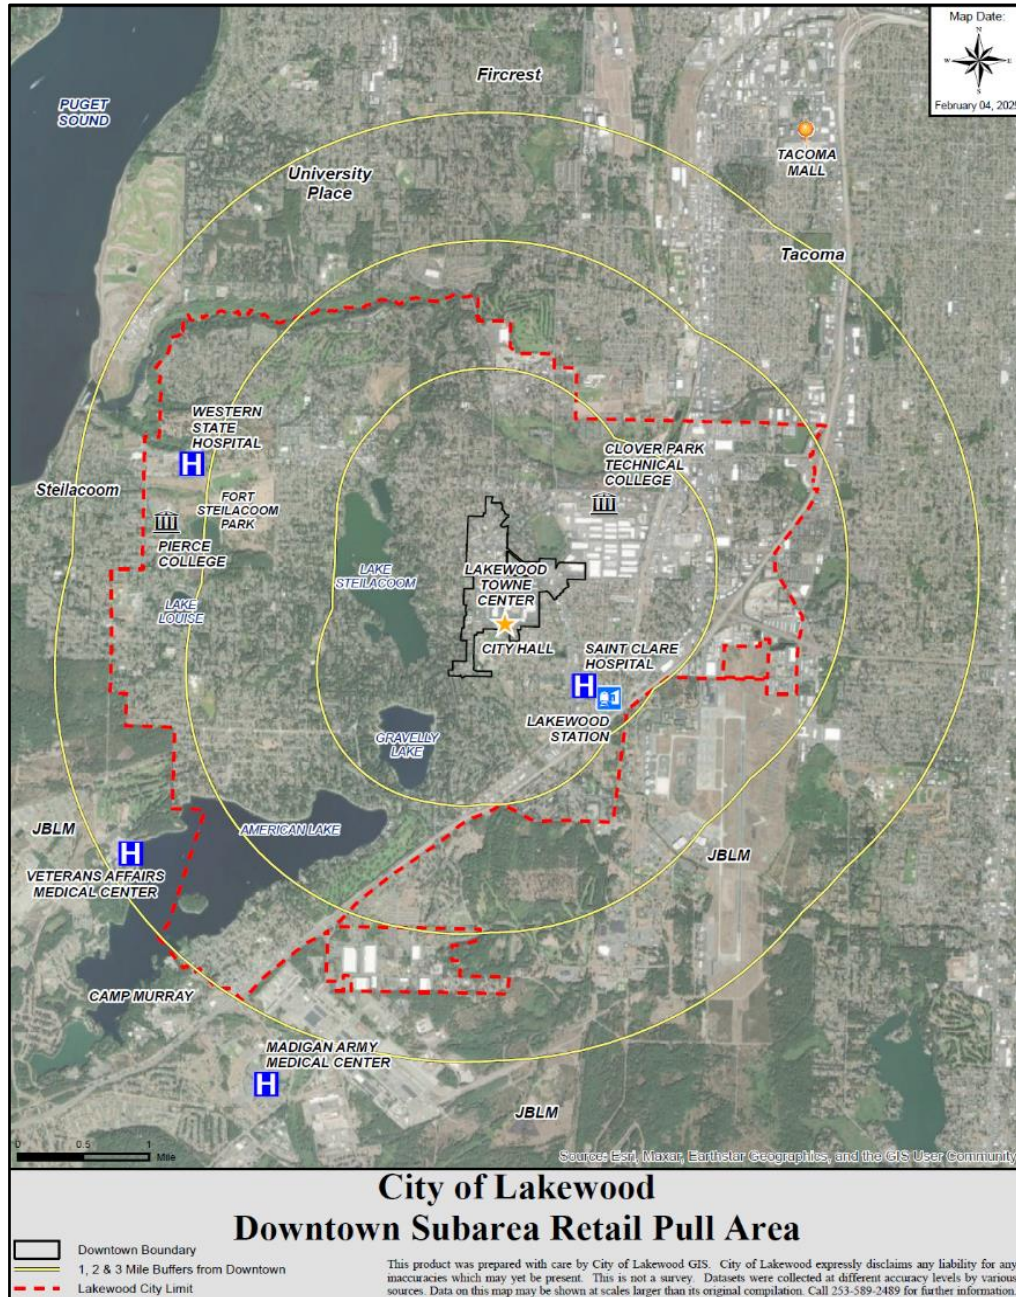 Map Date:
N
W E
S
February 04, 2025
Fircrest
PUGET
SOUND
TACOMA
MALL
University
Place
Tacoma
WESTERN
STATE
HOSPITAL
H
CLOVER PARK
TECHNICAL
COLLEGE
Steilacoom
FORT
STEILACOOM
PARK
PIERCE
COLLEGE
LAKE
STEILACOOM
LAKEWOOD
TOWNE
CENTER
LAKE
LOUISE
CITY HALL
SAINT CLARE
HOSPITAL
H
LAKEWOOD
STATION
GRAVELLY
LAKE
AMERICAN LAKE
JBLM
H
VETERANS AFFAIRS
MEDICAL CENTER
JBLM
CAMP MURRAY
MADIGAN ARMY
MEDICAL CENTER
H
JBLM
0 0.5 1
Mile
Source: Esri, Maxar, Earthstar Geographics, and the GIS User Community
City of Lakewood
Downtown Subarea Retail Pull Area
Downtown Boundary
1, 2 & 3 Mile Buffers from Downtown
Lakewood City Limit
This product was prepared with care by City of Lakewood GIS. City of Lakewood expressly disclaims any liability for any
inaccuracies which may yet be present. This is not a survey. Datasets were collected at different accuracy levels by various
sources. Data on this map may be shown at scales larger than its original compilation. Call 253-589-2489 for further information.